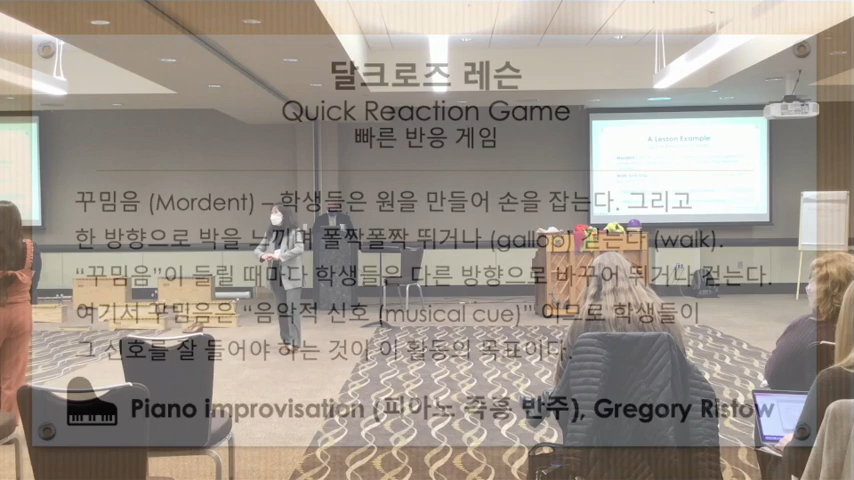 달크로즈 레슨
Quick Reaction Game
빠른 반응 게임
A Lesson Example
꾸밈음 (Mordent) – 학생들은 원을 만들어 손을 잡는다. 그리고
한 방향으로 박을 느끼며 폴짝폴짝 뛰거나 (gallop) 걷는다 (walk).
“꾸밈음”이 들릴 때마다 학생들은 다른 방향으로 바꾸어 뛰거나 걷는다.
여기서 꾸밈음은 “음악적 신호 (musical cue)” 이므로 학생들이
그 신호를 잘 들어야 하는 것이 이 활동의 목표이다.
Piano improvisation (피아노 즉흥 반주), Gregory Ristow